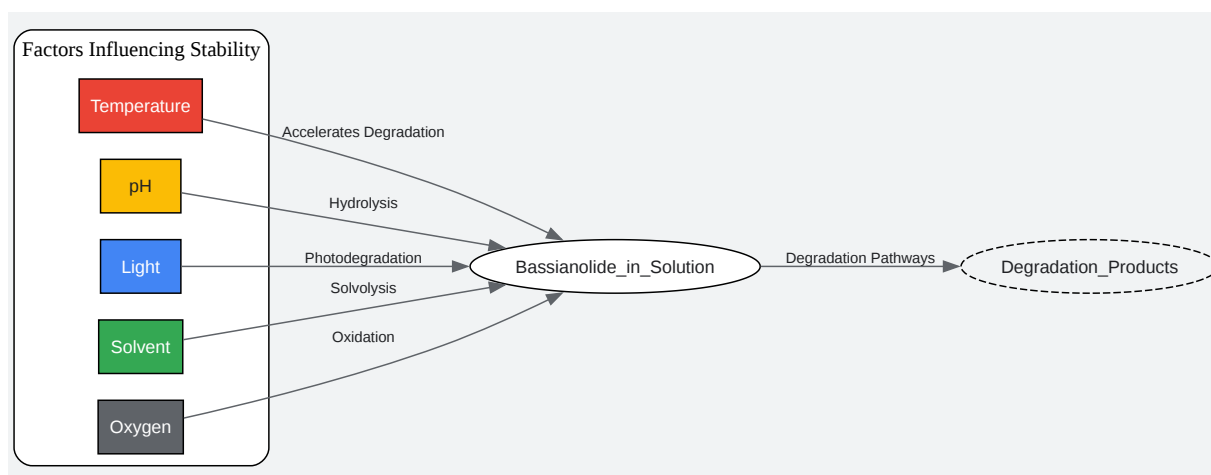 Factors Influencing Stability
Temperature
Accelerates Degradation
pH
Hydrolysis
Light
Photodegradation
Bassianolide_in_Solution
Degradation Pathways
Degradation_Products
Solvent
Solvolysis
Oxygen
Oxidation